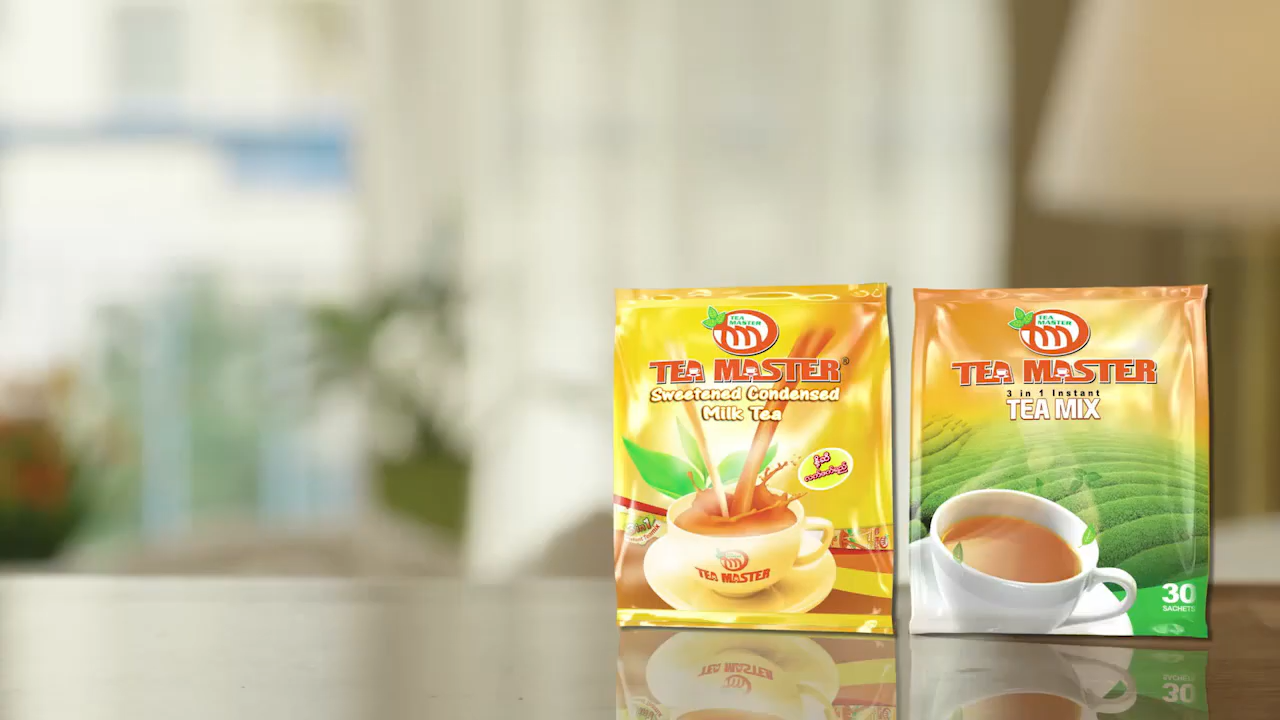 TEA
MASTER
TEA MASTER®
Sweetened Condensed
Milk Tea
TEA MASTER
TEA
MASTER
TEA MASTER
3 in 1 Instant
TEA MIX
30
SACHETS